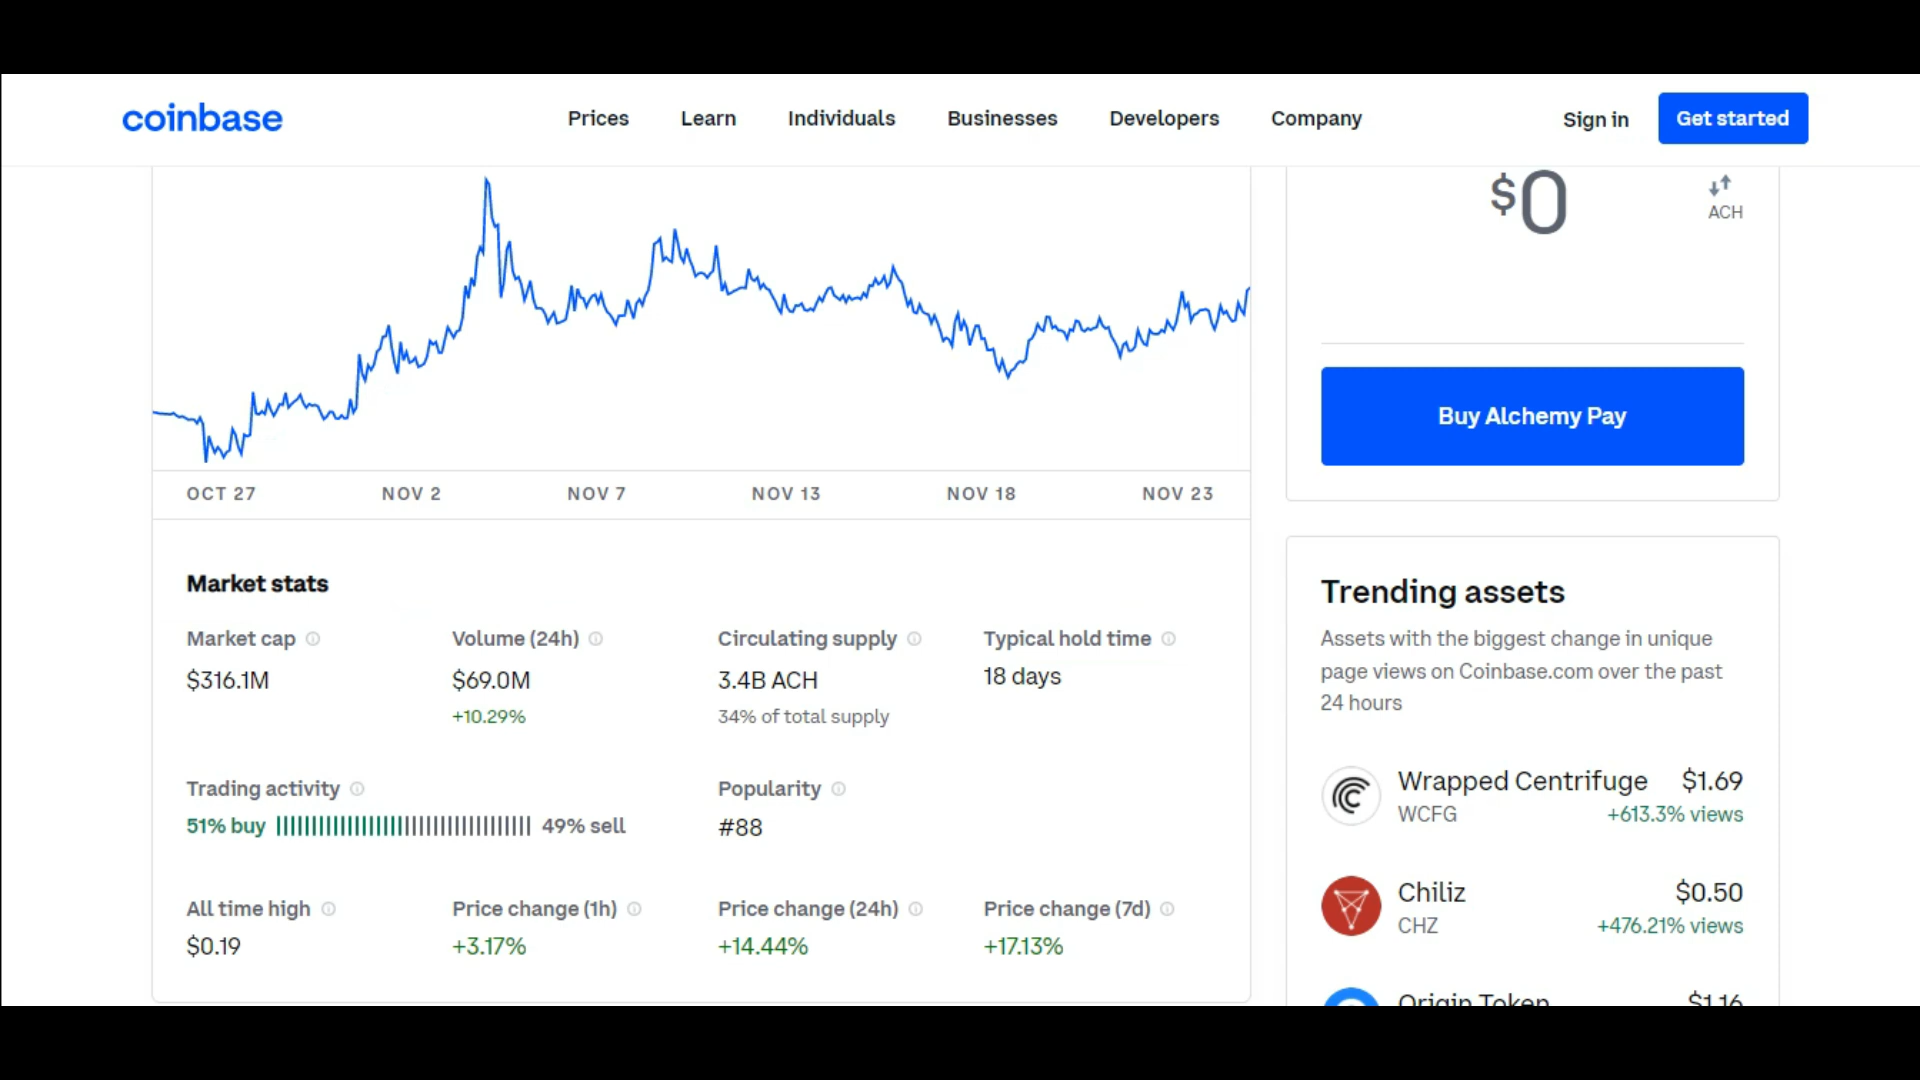 coinbase
Prices Learn Individuals Businesses Developers Company Sign in Get started
$0
ACH
Buy Alchemy Pay
OCT 27 NOV 2 NOV 7 NOV 13 NOV 18 NOV 23
Market stats
Market cap Volume (24h) Circulating supply Typical hold time
$316.1M $69.0M 3.4B ACH 18 days
+10.29% 34% of total supply
Trading activity Popularity
51% buy 49% sell #88
All time high Price change (1h) Price change (24h) Price change (7d)
$0.19 +3.17% +14.44% +17.13%
Trending assets
Assets with the biggest change in unique
page views on Coinbase.com over the past
24 hours
Wrapped Centrifuge $1.69
WCFG +613.3% views
Chiliz $0.50
CHZ +476.21% views
Origin Token $1.16